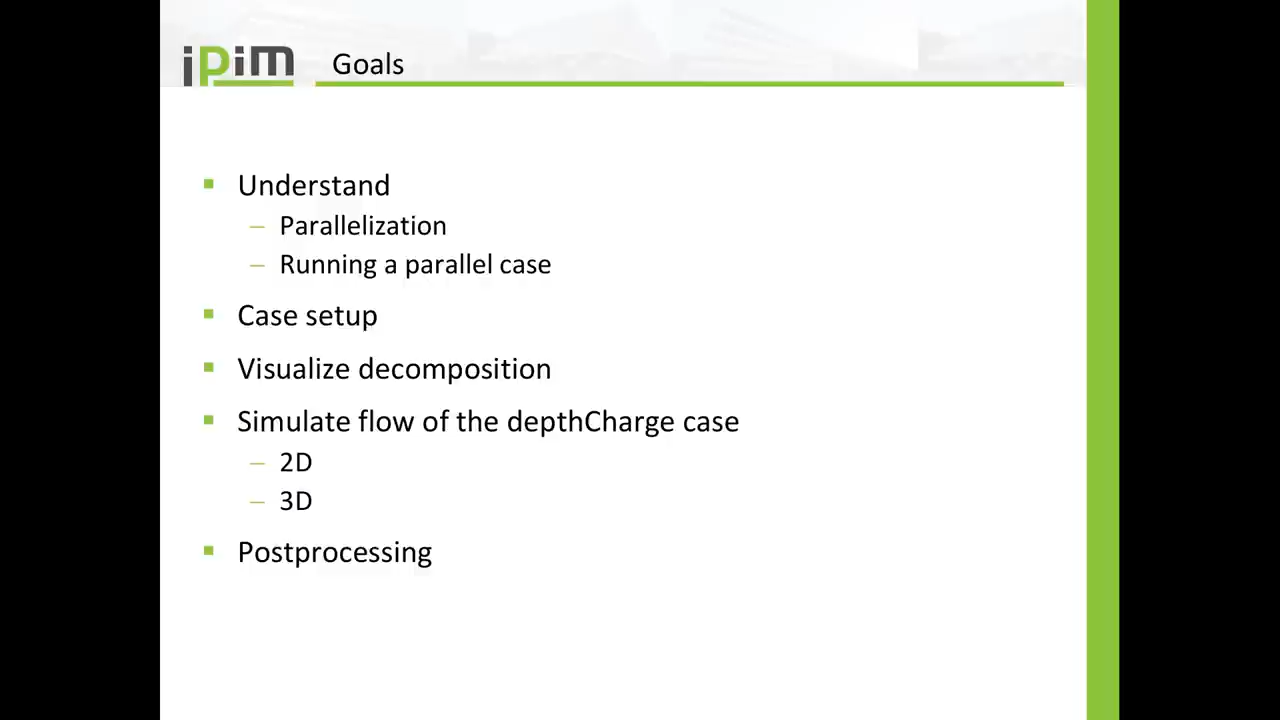 iPiM
Goals
Understand
– Parallelization
– Running a parallel case
Case setup
Visualize decomposition
Simulate flow of the depthCharge case
– 2D
– 3D
Postprocessing